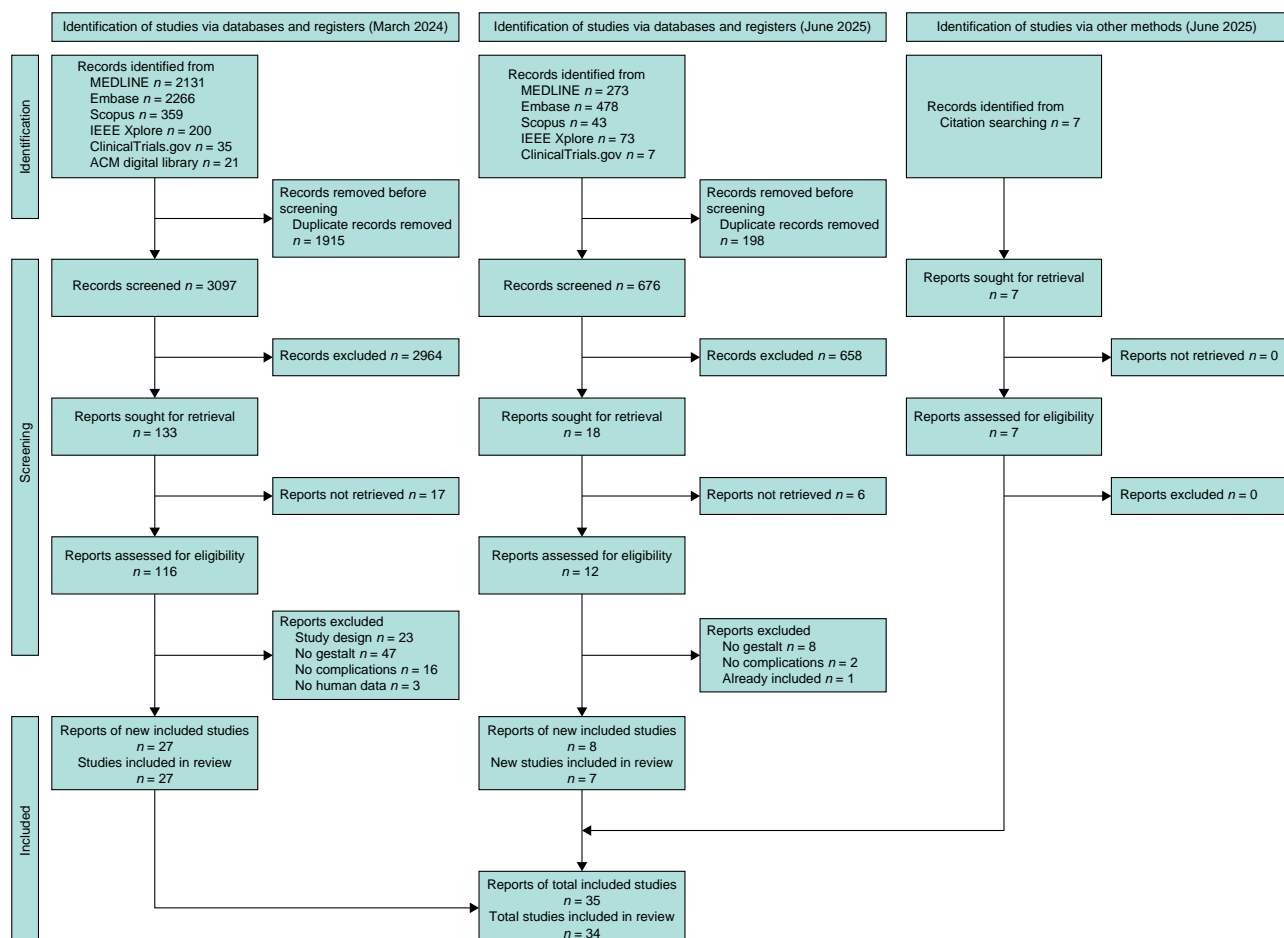 Identification of studies via databases and registers (March 2024)
Identification of studies via databases and registers (June 2025)
Identification of studies via other methods (June 2025)
Identification
Records identified from
MEDLINE n = 2131
Embase n = 2266
Scopus n = 359
IEEE Xplore n = 200
ClinicalTrials.gov n = 35
ACM digital library n = 21
Records identified from
MEDLINE n = 273
Embase n = 478
Scopus n = 43
IEEE Xplore n = 73
ClinicalTrials.gov n = 7
Records identified from
Citation searching n = 7
Records removed before
screening
Duplicate records removed
n = 1915
Records removed before
screening
Duplicate records removed
n = 198
Screening
Records screened n = 3097
Records screened n = 676
Reports sought for retrieval
n = 7
Records excluded n = 2964
Records excluded n = 658
Reports not retrieved n = 0
Reports sought for retrieval
n = 133
Reports sought for retrieval
n = 18
Reports assessed for eligibility
n = 7
Reports not retrieved n = 17
Reports not retrieved n = 6
Reports excluded n = 0
Reports assessed for eligibility
n = 116
Reports assessed for eligibility
n = 12
Reports excluded
Study design n = 23
No gestalt n = 47
No complications n = 16
No human data n = 3
Reports excluded
No gestalt n = 8
No complications n = 2
Already included n = 1
Included
Reports of new included studies
n = 27
Studies included in review
n = 27
Reports of new included studies
n = 8
New studies included in review
n = 7
Reports of total included studies
n = 35
Total studies included in review
n = 34